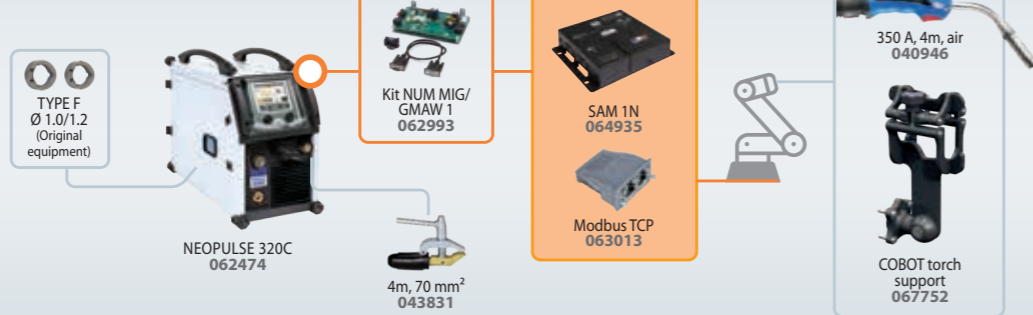 TYPE F
Ø 1.0/1.2
(Original
equipment)
NEOPULSE 320C
062474
Kit NUM MIG/
GMAW 1
062993
4m, 70 mm²
043831
SAM 1N
064935
Modbus TCP
063013
350 A, 4m, air
040946
COBOT torch
support
067752